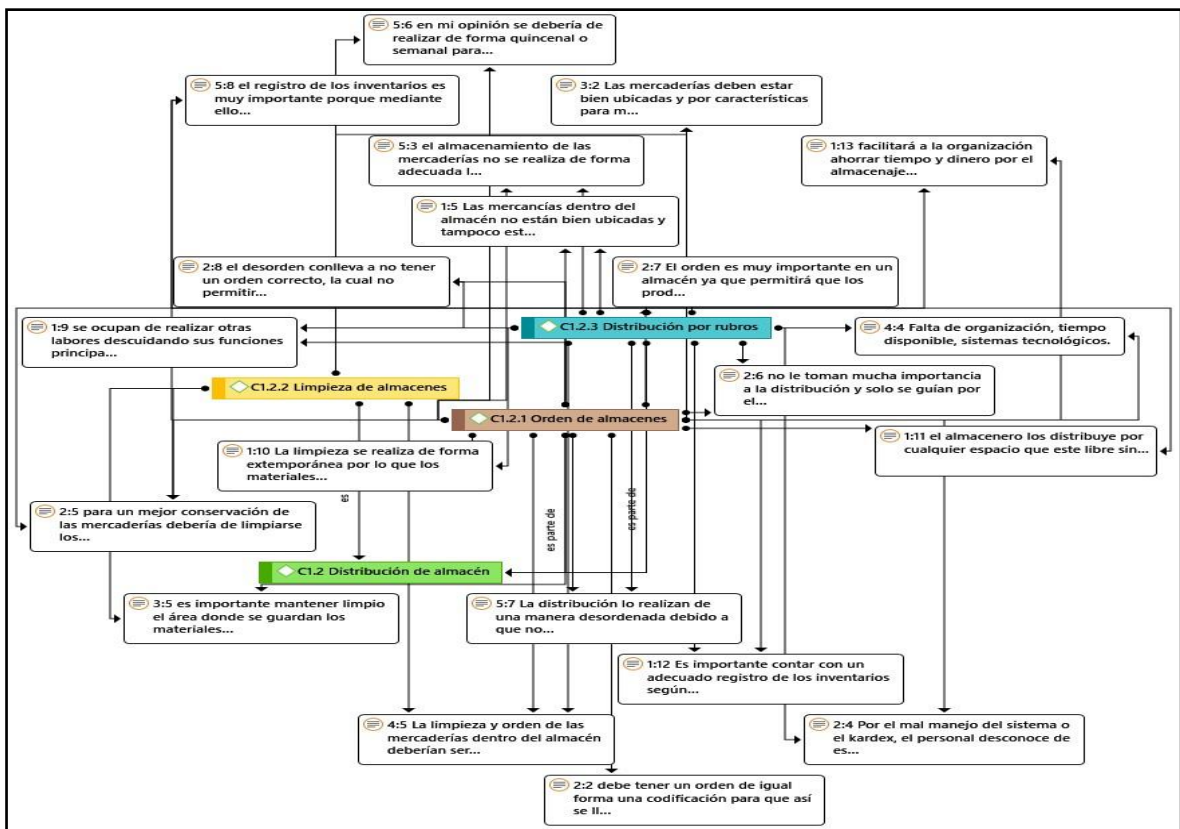 5:6 en mi opinión se debería de
realizar de forma quincenal o
semanal para...
5:8 el registro de los inventarios es
muy importante porque mediante
ello...
3:2 Las mercaderías deben estar
bien ubicadas y por características
para m...
5:3 el almacenamiento de las
mercaderías no se realiza de forma
adecuada l...
1:13 facilitará a la organización
ahorrar tiempo y dinero por el
almacenaje...
1:5 Las mercancías dentro del
almacén no están bien ubicadas y
tampoco est...
2:8 el desorden conlleva a no tener
un orden correcto, la cual no
permitir...
2:7 El orden es muy importante en un
almacén ya que permitirá que los
prod...
1:9 se ocupan de realizar otras
labores descuidando sus funciones
principa...
C1.2.3 Distribución por rubros
4:4 Falta de organización, tiempo
disponible, sistemas tecnológicos.
2:6 no le toman mucha importancia
a la distribución y solo se guían por
el...
C1.2.2 Limpieza de almacenes
C1.2.1 Orden de almacenes
1:11 el almacenero los distribuye por
cualquier espacio que este libre sin...
1:10 La limpieza se realiza de forma
extemporánea por lo que los
materiales...
es
es parte de
es parte de
2:5 para un mejor conservación de
las mercaderías debería de limpiarse
los...
C1.2 Distribución de almacén
3:5 es importante mantener limpio
el área donde se guardan los
materiales...
5:7 La distribución lo realizan de
una manera desordenada debido a
que no...
1:12 Es importante contar con un
adecuado registro de los inventarios
según...
4:5 La limpieza y orden de las
mercaderías dentro del almacén
deberían ser...
2:4 Por el mal manejo del sistema o
el kardex, el personal desconoce de
es...
2:2 debe tener un orden de igual
forma una codificación para que así
se ll...